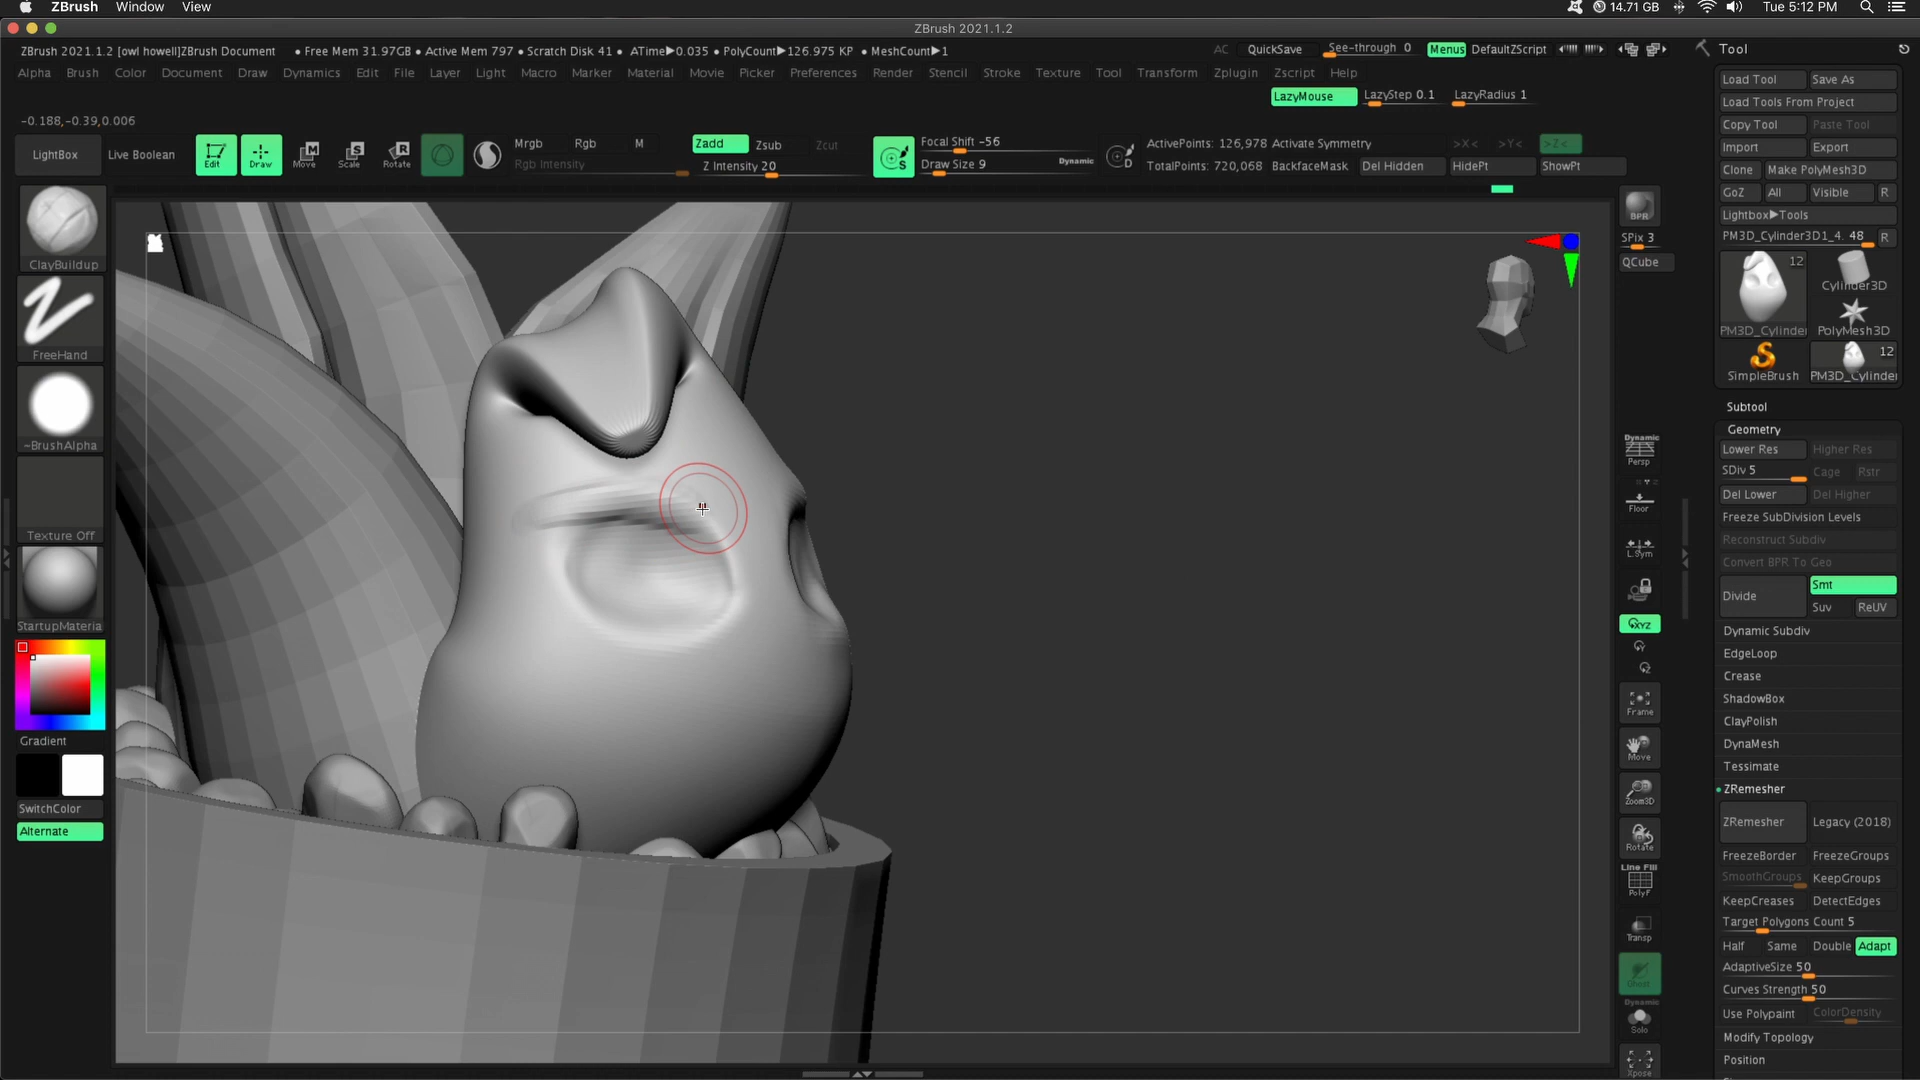 ZBrush Window View 14.71 GB Tue 5:12 PM
ZBrush 2021.1.2
ZBrush 2021.1.2 [owl howell]ZBrush Document • Free Mem 31.97GB • Active Mem 797 • Scratch Disk 41 • ATime▶0.035 • PolyCount▶126.975 KP • MeshCount▶1 AC QuickSave See-through 0 Menus DefaultZScript
Alpha Brush Color Document Draw Dynamics Edit File Layer Light Macro Marker Material Movie Picker Preferences Render Stencil Stroke Texture Tool Transform Zplugin Zscript Help
LazyMouse LazyStep 0.1 LazyRadius 1
-0.188,-0.39,0.006
LightBox Live Boolean Edit Draw Move Scale Rotate
Mrgb Rgb M Zadd Zsub Zcut
Rgb Intensity Z Intensity 20
Focal Shift -56
Draw Size 9 Dynamic
ActivePoints: 126,978 Activate Symmetry >X< >Y< >Z<
TotalPoints: 720,068 BackfaceMask Del Hidden HidePt ShowPt
ClayBuildup
FreeHand
~BrushAlpha
Texture Off
StartupMateria
Gradient
SwitchColor
Alternate
BPR
SPix 3
QCube
Dynamic
Persp
Floor
L.Sym
XYZ
Frame
Move
Zoom3D
Rotate
Line Fill
PolyF
Transp
Ghost
Dynamic
Solo
Xpose
Tool
Load Tool Save As
Load Tools From Project
Copy Tool Paste Tool
Import Export
Clone Make PolyMesh3D
GoZ All Visible R
Lightbox▶Tools
PM3D_Cylinder3D1_4. 48 R
12
Cylinder3D
PM3D_Cylinder PolyMesh3D
12
SimpleBrush PM3D_Cylinder
Subtool
Geometry
Lower Res Higher Res
SDiv 5 Cage Rstr
Del Lower Del Higher
Freeze SubDivision Levels
Reconstruct Subdiv
Convert BPR To Geo
Divide Smt
Suv ReUV
Dynamic Subdiv
EdgeLoop
Crease
ShadowBox
ClayPolish
DynaMesh
Tessimate
ZRemesher
ZRemesher Legacy (2018)
FreezeBorder FreezeGroups
SmoothGroups KeepGroups
KeepCreases DetectEdges
Target Polygons Count 5
Half Same Double Adapt
AdaptiveSize 50
Curves Strength 50
Use Polypaint ColorDensity
Modify Topology
Position